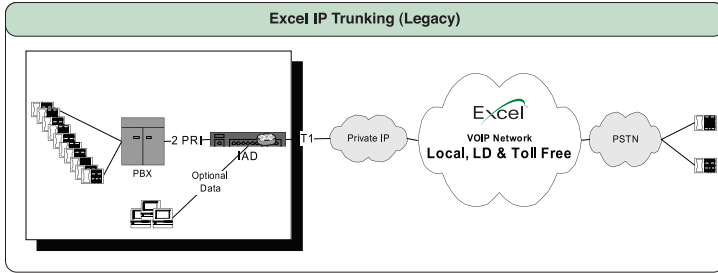 Excel IP Trunking (Legacy)
PBX
2 PRI
IAD
Optional
Data
T1
Private IP
Excel
VOIP Network
Local, LD & Toll Free
PSTN